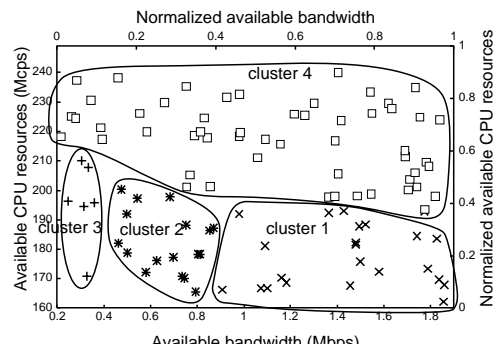 Normalized available bandwidth
0 0.2 0.4 0.6 0.8 1
Available CPU resources (Mcps)
240
230
220
210
200
190
180
170
160
cluster 4
cluster 3
cluster 2
cluster 1
1
0.8
0.6
0.4
0.2
0
Normalized available CPU resources
0.2 0.4 0.6 0.8 1 1.2 1.4 1.6 1.8
Available bandwidth (Mbps)